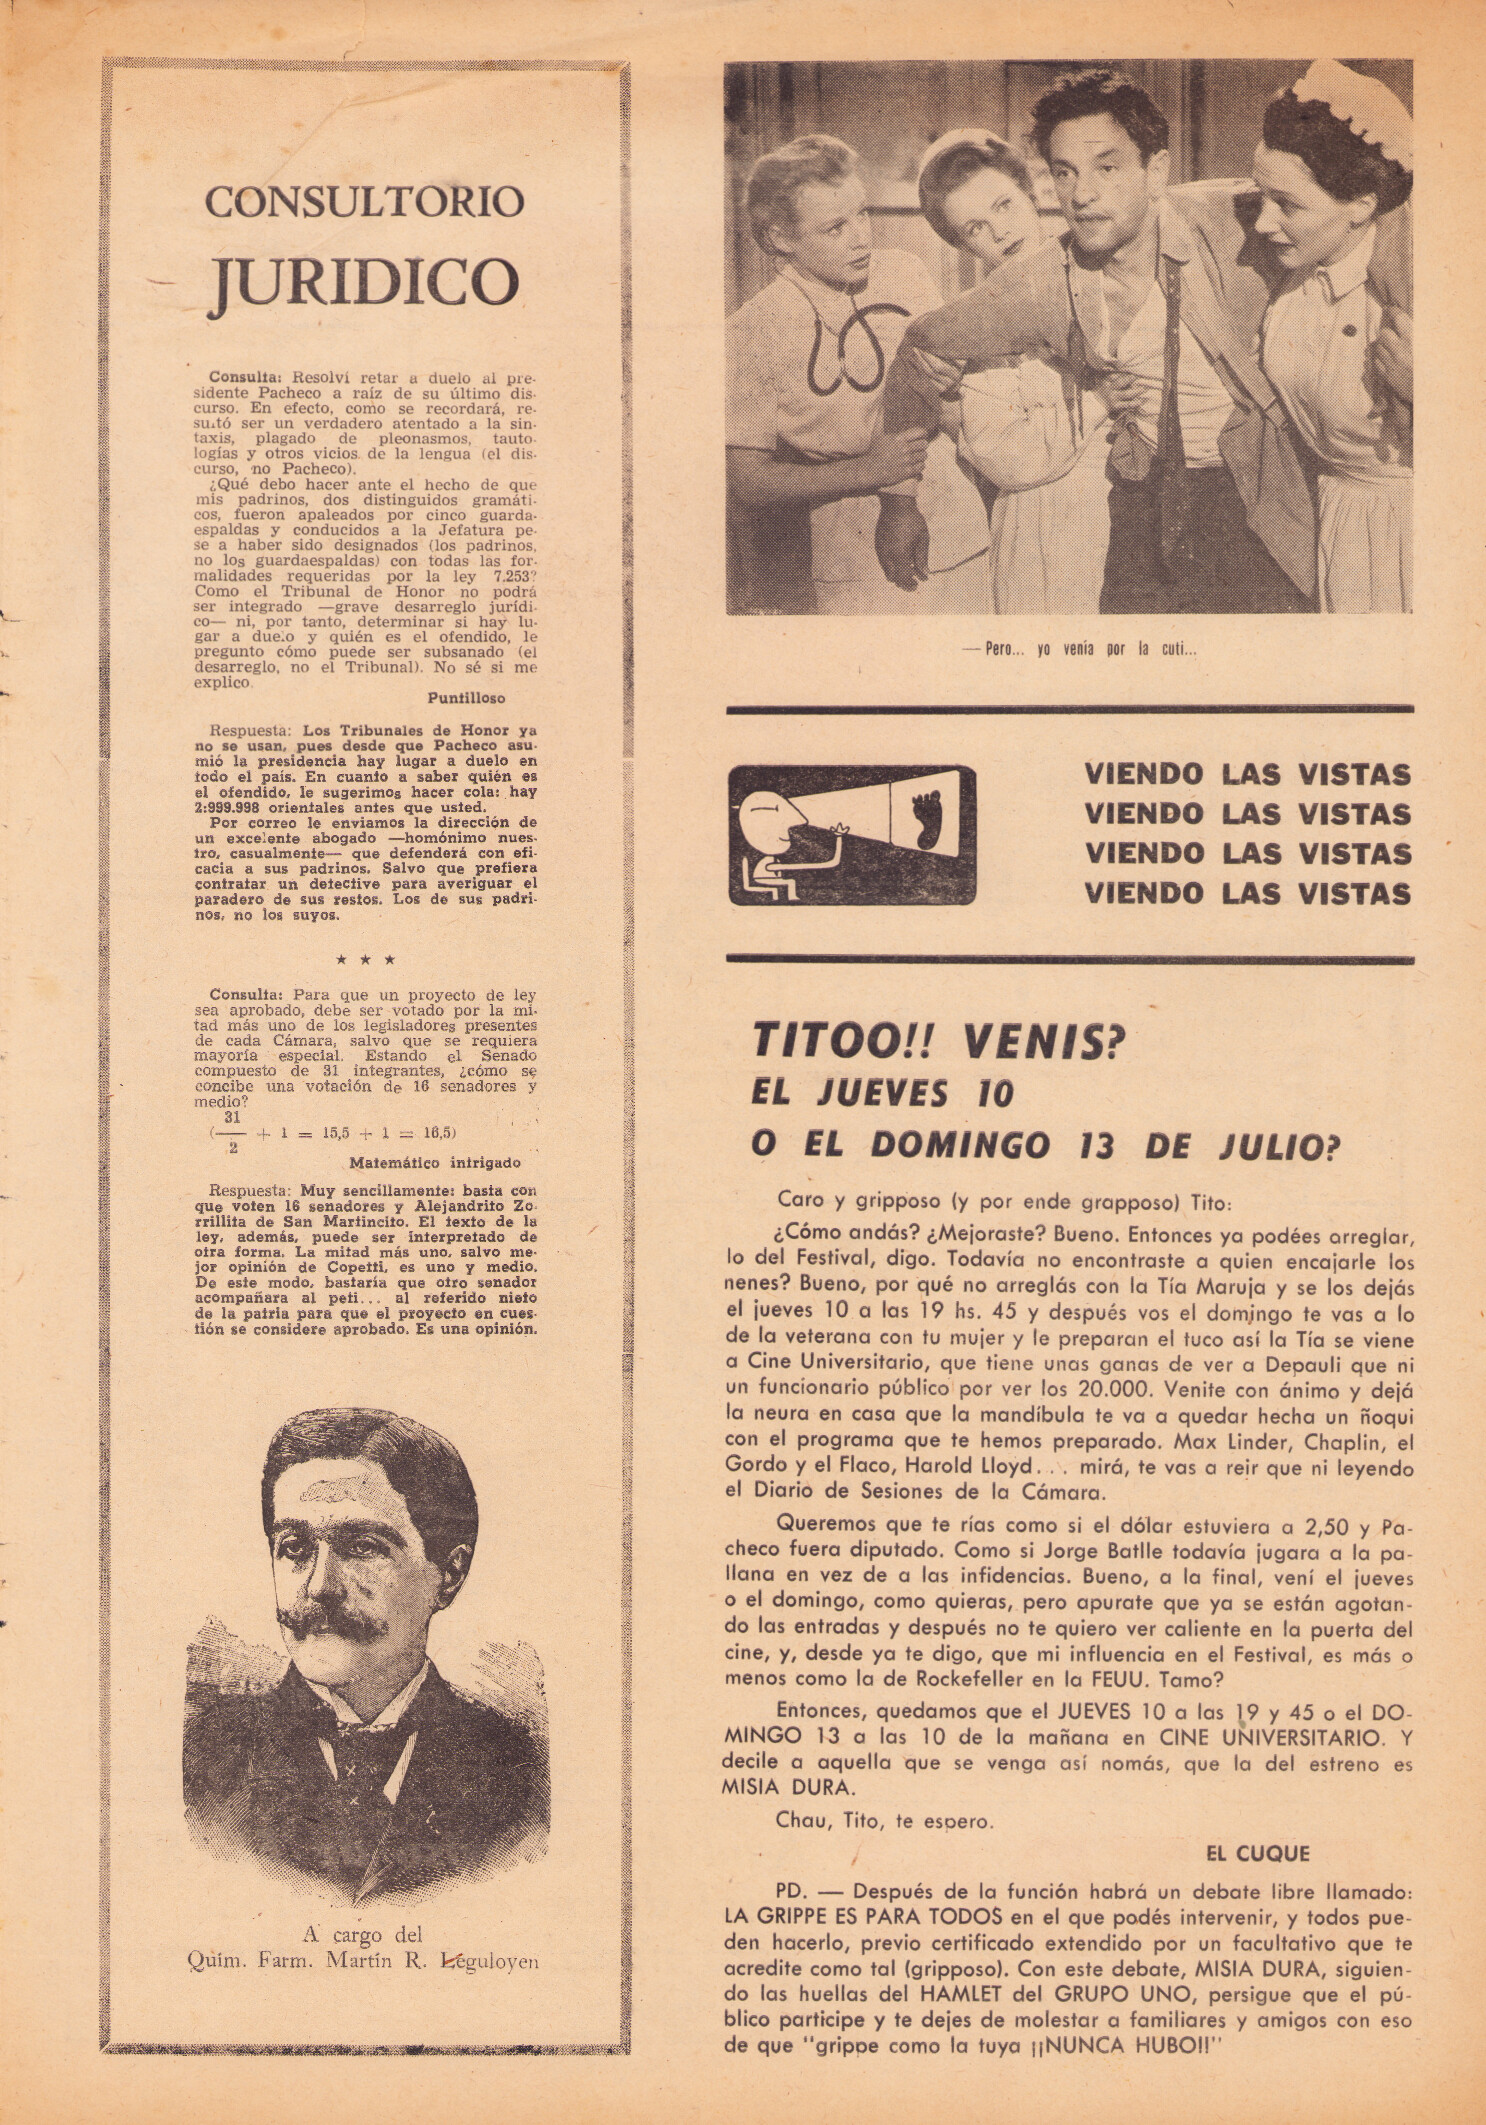 CONSULTORIO
JURIDICO
Consulta: Resolví retar a duelo al pre-
sidente Pacheco a raíz de su último dis-
curso. En efecto, como se recordará, re-
sultó ser un verdadero atentado a la sin-
taxis, plagado de pleonasmos, tauto-
logías y otros vicios de la lengua (el dis-
curso, no Pacheco).
¿Qué debo hacer ante el hecho de que
mis padrinos, dos distinguidos gramáti-
cos, fueron apaleados por cinco guarda-
espaldas y conducidos a la Jefatura pe-
se a haber sido designados (los padrinos,
no los guardaespaldas) con todas las for-
malidades requeridas por la ley 7.253?
Como el Tribunal de Honor no podrá
ser integrado —grave desarreglo jurídi-
co— ni, por tanto, determinar si hay lu-
gar a duelo y quién es el ofendido, le
pregunto cómo puede ser subsanado (el
desarreglo, no el Tribunal). No sé si me
explico.
Puntilloso
Respuesta: Los Tribunales de Honor ya
no se usan, pues desde que Pacheco asu-
mió la presidencia hay lugar a duelo en
todo el país. En cuanto a saber quién es
el ofendido, le sugerimos hacer cola: hay
2:999.998 orientales antes que usted.
Por correo le enviamos la dirección de
un excelente abogado —homónimo nues-
tro, casualmente— que defenderá con efi-
cacia a sus padrinos. Salvo que prefiera
contratar un detective para averiguar el
paradero de sus restos. Los de sus padri-
nos, no los suyos.
★ ★ ★
Consulta: Para que un proyecto de ley
sea aprobado, debe ser votado por la mi-
tad más uno de los legisladores presentes
de cada Cámara, salvo que se requiera
mayoría especial. Estando el Senado
compuesto de 31 integrantes, ¿cómo se
concibe una votación de 16 senadores y
medio?
31
(— + 1 = 15,5 + 1 = 16,5)
2
Matemático intrigado
Respuesta: Muy sencillamente: basta con
que voten 16 senadores y Alejandrito Zo-
rrillita de San Martincito. El texto de la
ley, además, puede ser interpretado de
otra forma. La mitad más uno, salvo me-
jor opinión de Copetti, es uno y medio.
De este modo, bastaría que otro senador
acompañara al peti... al referido nieto
de la patria para que el proyecto en cues-
tión se considere aprobado. Es una opinión.
A cargo del
Quím. Farm. Martín R. Léguloyen
— Pero... yo venía por la cuti...
VIENDO LAS VISTAS
VIENDO LAS VISTAS
VIENDO LAS VISTAS
VIENDO LAS VISTAS
TITOO!! VENIS?
EL JUEVES 10
O EL DOMINGO 13 DE JULIO?
Caro y gripposo (y por ende grapposo) Tito:
¿Cómo andás? ¿Mejoraste? Bueno. Entonces ya podées arreglar,
lo del Festival, digo. Todavía no encontraste a quien encajarle los
nenes? Bueno, por qué no arreglás con la Tía Maruja y se los dejás
el jueves 10 a las 19 hs. 45 y después vos el domingo te vas a lo
de la veterana con tu mujer y le preparan el tuco así la Tía se viene
a Cine Universitario, que tiene unas ganas de ver a Depauli que ni
un funcionario público por ver los 20.000. Venite con ánimo y dejá
la neura en casa que la mandíbula te va a quedar hecha un ñoqui
con el programa que te hemos preparado. Max Linder, Chaplin, el
Gordo y el Flaco, Harold Lloyd... mirá, te vas a reir que ni leyendo
el Diario de Sesiones de la Cámara.
Queremos que te rías como si el dólar estuviera a 2,50 y Pa-
checo fuera diputado. Como si Jorge Batlle todavía jugara a la pa-
llana en vez de a las infidencias. Bueno, a la final, vení el jueves
o el domingo, como quieras, pero apurate que ya se están agotan-
do las entradas y después no te quiero ver caliente en la puerta del
cine, y, desde ya te digo, que mi influencia en el Festival, es más o
menos como la de Rockefeller en la FEUU. Tamo?
Entonces, quedamos que el JUEVES 10 a las 19 y 45 o el DO-
MINGO 13 a las 10 de la mañana en CINE UNIVERSITARIO. Y
decile a aquella que se venga así nomás, que la del estreno es
MISIA DURA.
Chau, Tito, te espero.
EL CUQUE
PD. — Después de la función habrá un debate libre llamado:
LA GRIPPE ES PARA TODOS en el que podés intervenir, y todos pue-
den hacerlo, previo certificado extendido por un facultativo que te
acredite como tal (gripposo). Con este debate, MISIA DURA, siguien-
do las huellas del HAMLET del GRUPO UNO, persigue que el pú-
blico participe y te dejes de molestar a familiares y amigos con eso
de que "grippe como la tuya ¡¡NUNCA HUBO!!"